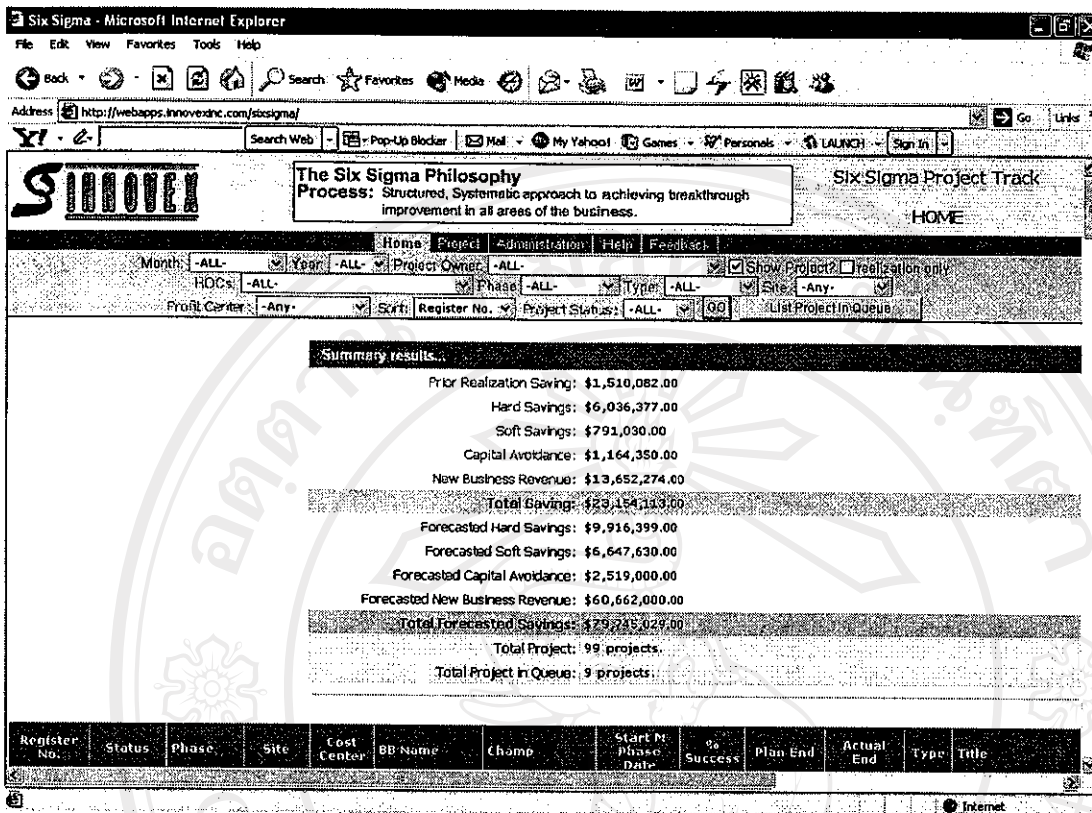 Six Sigma - Microsoft Internet Explorer
File Edit View Favorites Tools Help
Back Search Favorites Media
Address http://webapps.innovexinc.com/sixsigma/ Go Links
Y! Search Web Pop-Up Blocker Mail My Yahoo! Games Personals LAUNCH Sign In
INNOVEX
The Six Sigma Philosophy
Process: Structured, Systematic approach to achieving breakthrough
improvement in all areas of the business.
Six Sigma Project Track
HOME
Home Project Administration Help Feedback
Month: -ALL- Year: -ALL- Project Owner: -ALL- Show Project? realization only
-ALL- Phase: -ALL- Type: -ALL- Site: -Any-
Profit Center: -Any- Sort: Register No. Project Status: -ALL- GO List Project In Queue
Summary results...
Prior Realization Saving: $1,510,082.00
Hard Savings: $6,036,377.00
Soft Savings: $791,030.00
Capital Avoidance: $1,164,350.00
New Business Revenue: $13,652,274.00
Total Saving: $23,154,113.00
Forecasted Hard Savings: $9,916,399.00
Forecasted Soft Savings: $6,647,630.00
Forecasted Capital Avoidance: $2,519,000.00
Forecasted New Business Revenue: $60,662,000.00
Total Forecasted Savings: $79,745,029.00
Total Project: 99 projects.
Total Project In Queue: 9 projects.
Register No. Status Phase Site Cost Center BB Name Champ Start M Phase Date % Success Plan End Actual End Type Title
Internet